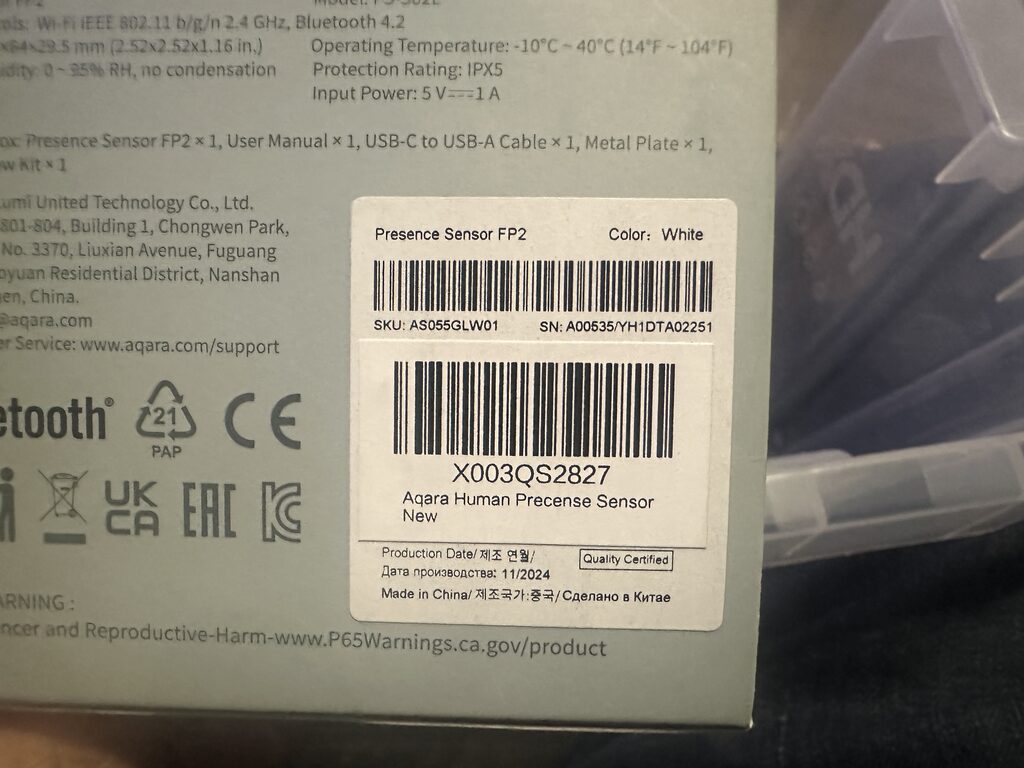 Wi-Fi IEEE 802.11 b/g/n 2.4 GHz, Bluetooth 4.2
(2.52x2.52x1.16 in.)
Operating Temperature: -10°C ~ 40°C (14°F ~ 104°F)
0 ~ 95% RH, no condensation
Protection Rating: IPX5
Input Power: 5 V⎓1 A
Presence Sensor FP2 × 1, User Manual × 1, USB-C to USB-A Cable × 1, Metal Plate × 1,
Kit × 1
umi United Technology Co., Ltd.
801-804, Building 1, Chongwen Park,
No. 3370, Liuxian Avenue, Fuguang
oyuan Residential District, Nanshan
en, China.
@aqara.com
er Service: www.aqara.com/support
etooth®
21
PAP
CE
UK
CA
EAC
KC
ARNING :
ncer and Reproductive-Harm-www.P65Warnings.ca.gov/product
Presence Sensor FP2
Color: White
SKU: AS055GLW01
SN: A00535/YH1DTA02251
X003QS2827
Aqara Human Precense Sensor
New
Production Date/ 제조 연월/
Дата производства: 11/2024
Quality Certified
Made in China/ 제조국가:중국/ Сделано в Китае
HD